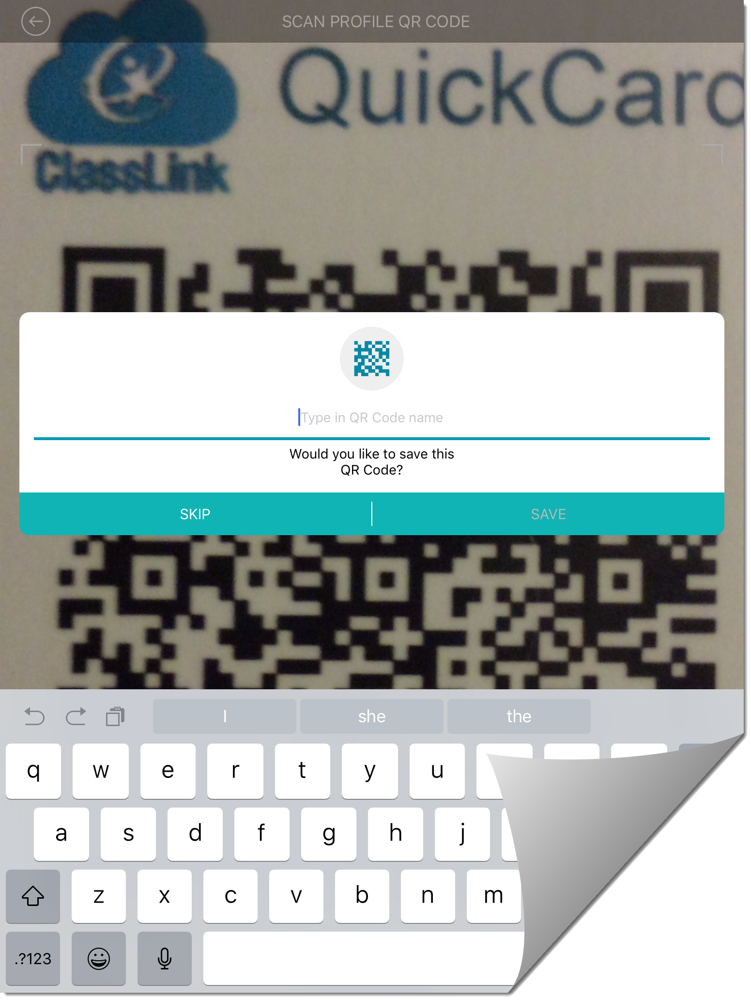 SCAN PROFILE QR CODE
QuickCard
ClassLink
Type in QR Code name
Would you like to save this
QR Code?
SKIP
SAVE
I
she
the
q w e r t y u
a s d f g h j
z x c v b n m
.?123